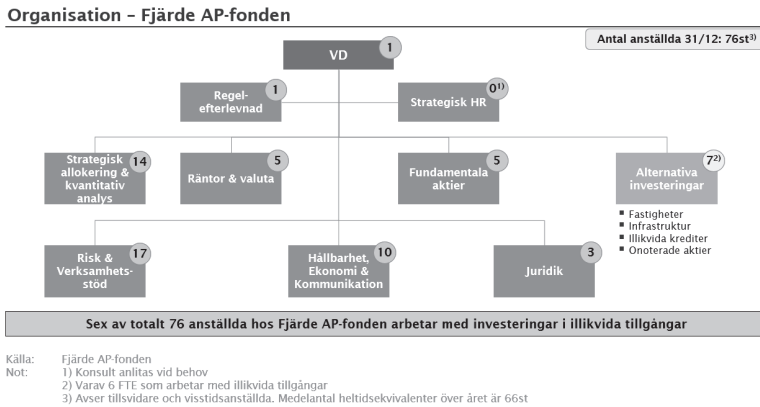 Organisation – Fjärde AP-fonden
Antal anställda 31/12: 76st3)
VD
1
Regel-
efterlevnad
1
Strategisk HR
01)
Strategisk
allokering &
kvantitativ
analys
14
Räntor & valuta
5
Fundamentala
aktier
5
Alternativa
investeringar
72)
▪ Fastigheter
▪ Infrastruktur
▪ Illikvida krediter
▪ Onoterade aktier
Risk &
Verksamhets-
stöd
17
Hållbarhet,
Ekonomi &
Kommunikation
10
Juridik
3
Sex av totalt 76 anställda hos Fjärde AP-fonden arbetar med investeringar i illikvida tillgångar
Källa: Fjärde AP-fonden
Not: 1) Konsult anlitas vid behov
2) Varav 6 FTE som arbetar med illikvida tillgångar
3) Avser tillsvidare och visstidsanställda. Medelantal heltidsekvivalenter över året är 66st